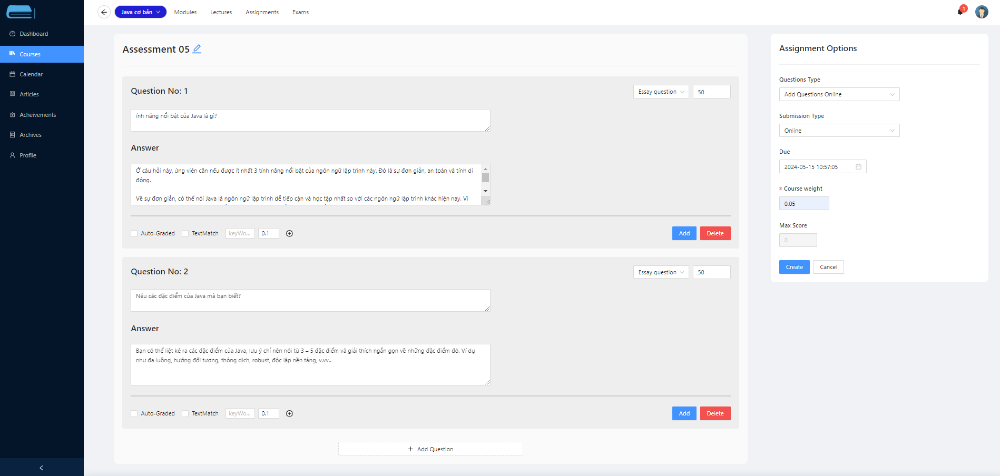 Java cơ bản
Modules
Lectures
Assignments
Exams
1
Dashboard
Courses
Calendar
Articles
Acheivements
Archives
Profile
Assessment 05
Question No: 1
Essay question
50
ính năng nổi bật của Java là gì?
Answer
Ở câu hỏi này, ứng viên cần nếu được ít nhất 3 tính năng nổi bật của ngôn ngữ lập trình này. Đó là sự đơn giản, an toàn và tính di
động.
Về sự đơn giản, có thể nói Java là ngôn ngữ lập trình dễ tiếp cận và học tập nhất so với các ngôn ngữ lập trình khác hiện nay. Vì
Auto-Graded
TextMatch
keyWo...
0.1
Add
Delete
Question No: 2
Essay question
50
Nêu các đặc điểm của Java mà bạn biết?
Answer
Bạn có thể liệt kê ra các đặc điểm của Java, lưu ý chỉ nên nói từ 3 – 5 đặc điểm và giải thích ngắn gọn về những đặc điểm đó. Ví dụ
như đa luồng, hướng đối tượng, thông dịch, robust, độc lập nền tảng, v.vv..
Auto-Graded
TextMatch
keyWo...
0.1
Add
Delete
Add Question
Assignment Options
Questions Type
Add Questions Online
Submission Type
Online
Due
2024-05-15 10:57:05
* Course weight
0.05
Max Score
0
Create
Cancel